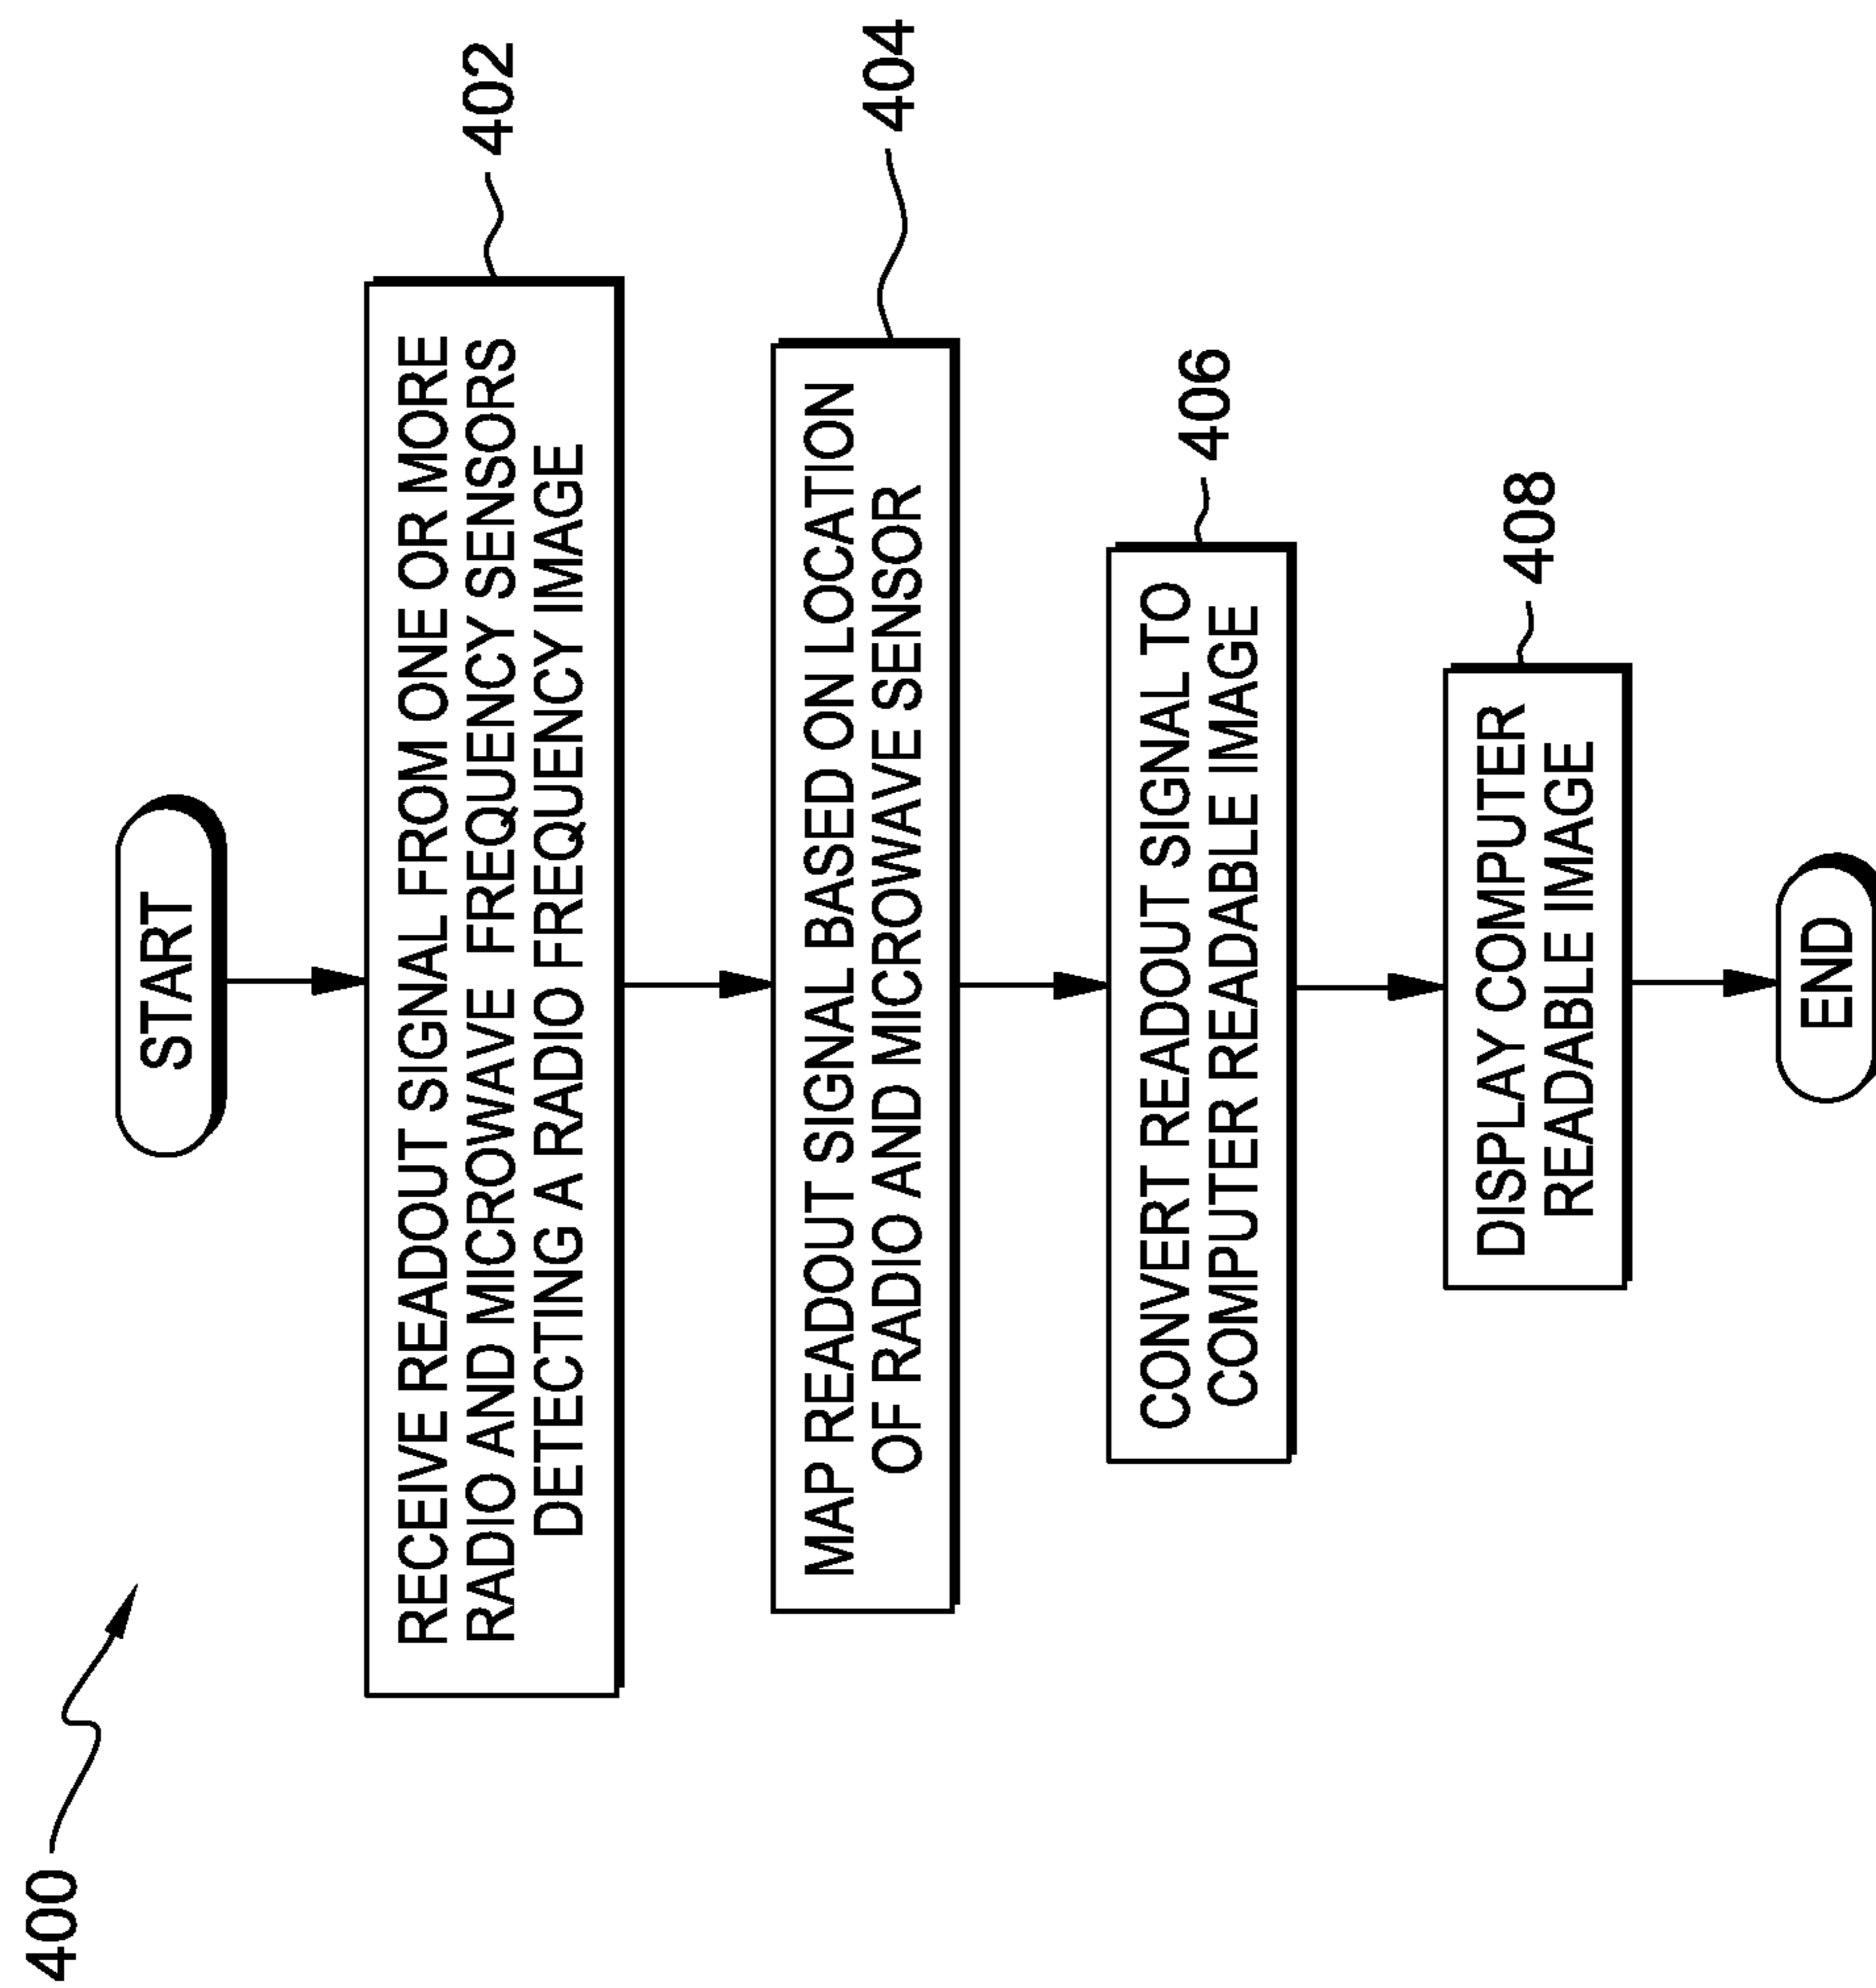 400
START
RECEIVE READOUT SIGNAL FROM ONE OR MORE
RADIO AND MICROWAVE FREQUENCY SENSORS
DETECTING A RADIO FREQUENCY IMAGE
402
MAP READOUT SIGNAL BASED ON LOCATION
OF RADIO AND MICROWAVE SENSOR
404
CONVERT READOUT SIGNAL TO
COMPUTER READABLE IMAGE
406
DISPLAY COMPUTER
READABLE IMAGE
408
END